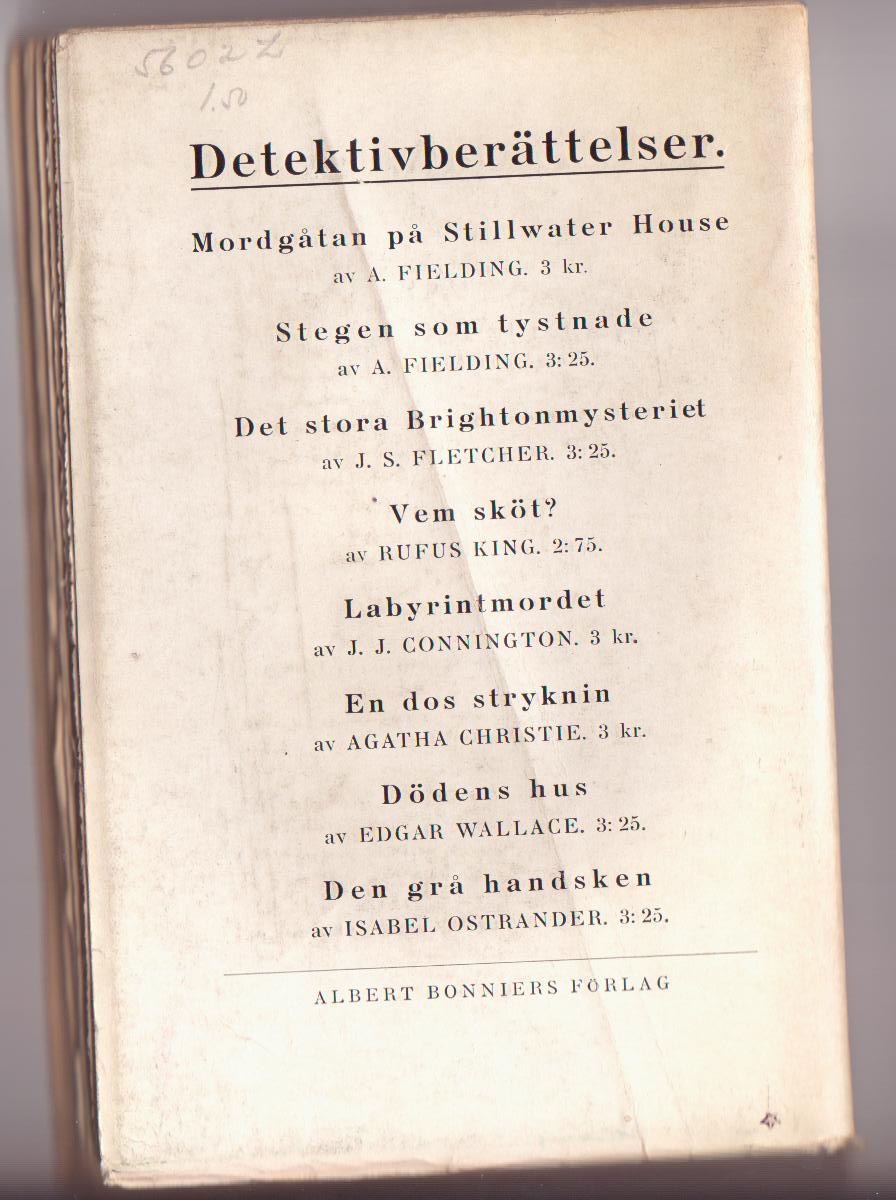 5602Z
1.50
Detektivberättelser.
Mordgåtan på Stillwater House
av A. FIELDING. 3 kr.
Stegen som tystnade
av A. FIELDING. 3:25.
Det stora Brightonmysteriet
av J. S. FLETCHER. 3:25.
Vem sköt?
av RUFUS KING. 2:75.
Labyrintmordet
av J. J. CONNINGTON. 3 kr.
En dos stryknin
av AGATHA CHRISTIE. 3 kr.
Dödens hus
av EDGAR WALLACE. 3:25.
Den grå handsken
av ISABEL OSTRANDER. 3:25.
ALBERT BONNIERS FÖRLAG